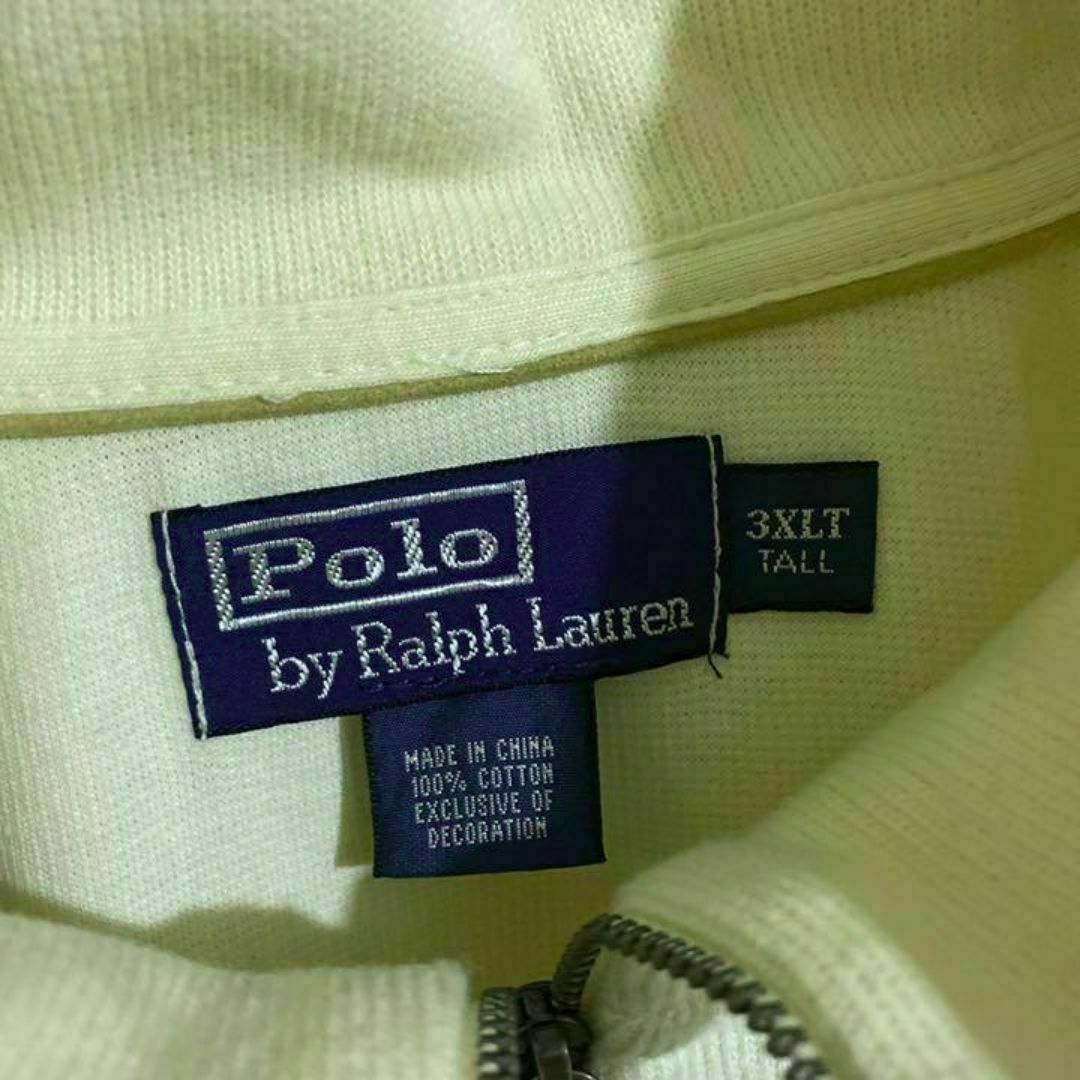 Polo
by Ralph Lauren
3XLT
TALL
MADE IN CHINA
100% COTTON
EXCLUSIVE OF
DECORATION